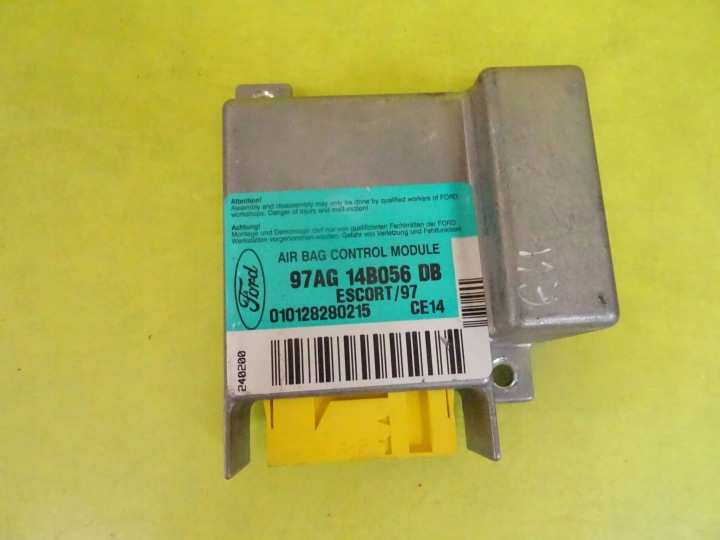 Attention!
Assembly and disassembly may only be done by qualified workers of FORD
workshops. Danger of injury and malfunction!
Achtung!
Montage und Demontage darf nur von qualifizierten Fachkräften der FORD
Werkstätten vorgenommen werden. Gefahr von Verletzung und Fehlfunktion!
AIR BAG CONTROL MODULE
Ford
97AG 14B056 DB
ESCORT/97
010128280215 CE14
240200